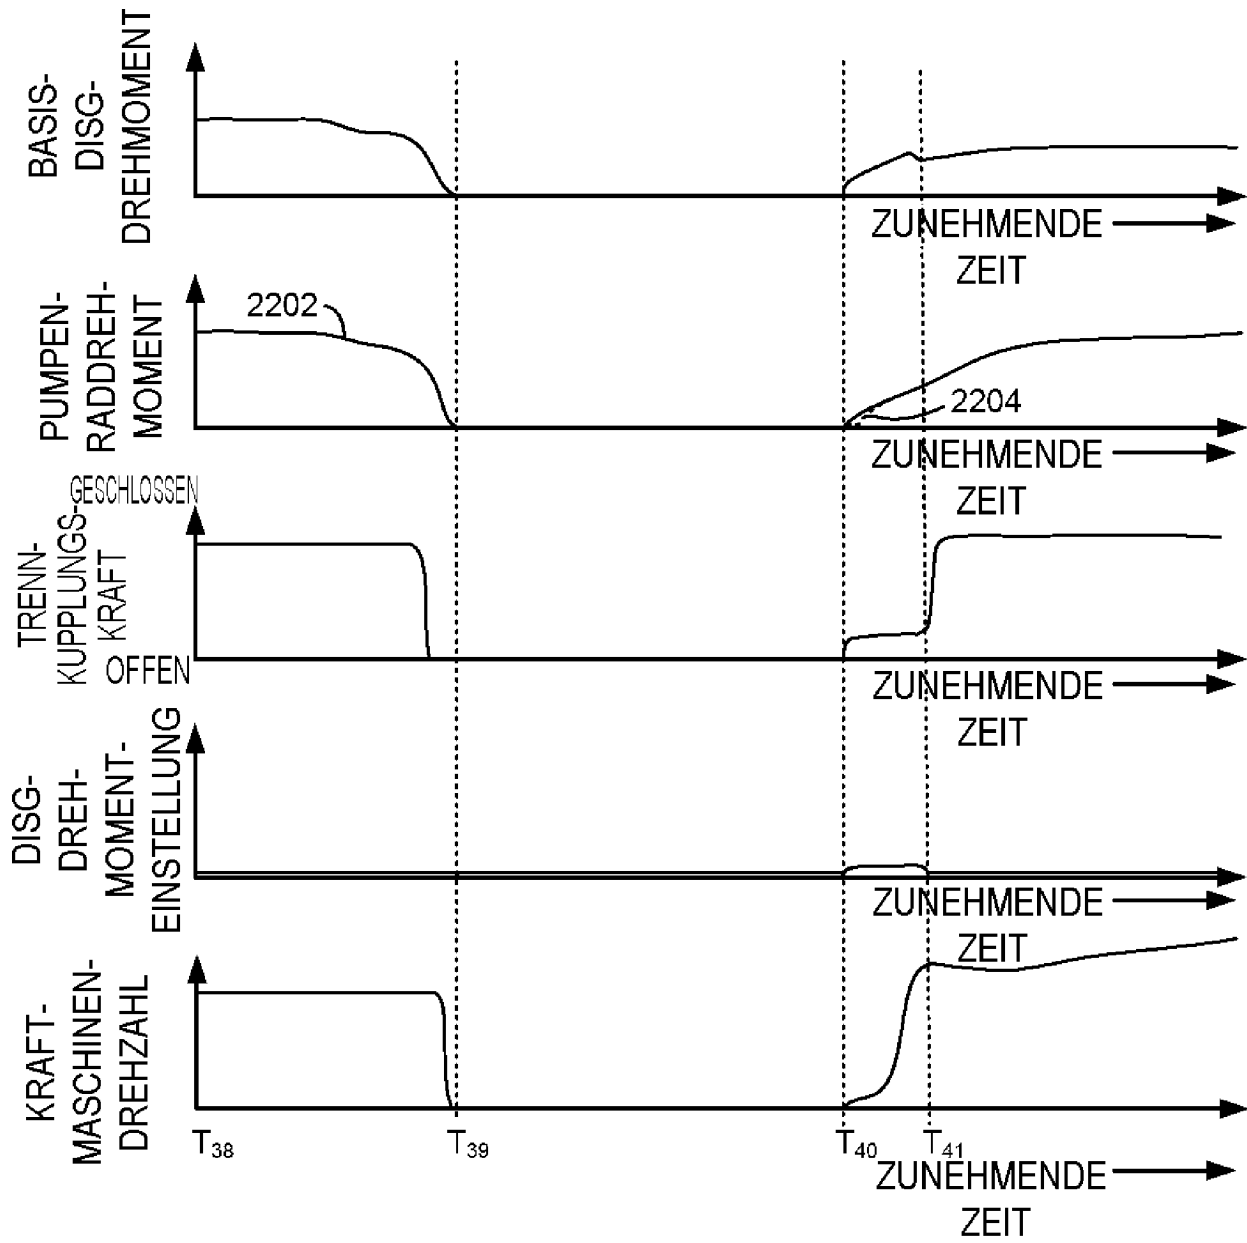 BASIS-
DISG-
DREHMOMENT
ZUNEHMENDE
ZEIT
PUMPEN-
RADDREH-
MOMENT
2202
2204
ZUNEHMENDE
ZEIT
GESCHLOSSEN
TRENN-
KUPPLUNGS-
KRAFT
OFFEN
ZUNEHMENDE
ZEIT
DISG-
DREH-
MOMENT-
EINSTELLUNG
ZUNEHMENDE
ZEIT
KRAFT-
MASCHINEN-
DREHZAHL
T38 T39 T40 T41
ZUNEHMENDE
ZEIT